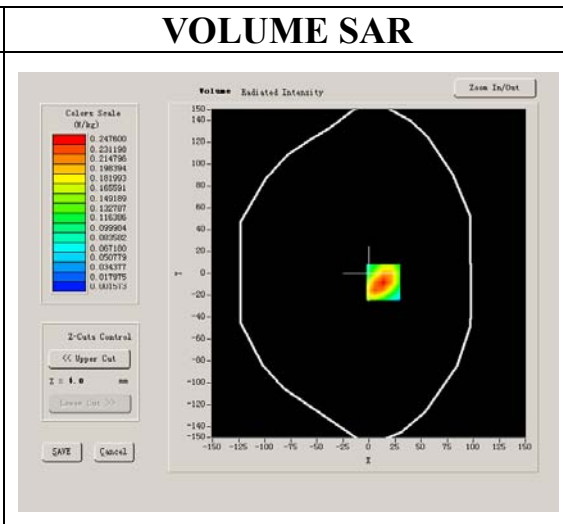 VOLUME SAR
Volume Radiated Intensity
Zoom In/Out
Colors Scale
(W/kg)
0.247600
0.231198
0.214796
0.198394
0.181993
0.165591
0.149189
0.132787
0.116386
0.099984
0.083582
0.067180
0.050779
0.034377
0.017975
0.001573
Z-Cuts Control
<< Upper Cut
Z = 4.0 mm
Lower Cut >>
SAVE Cancel
150
140
120
100
80
60
40
20
0
-20
-40
-60
-80
-100
-120
-140
-150
Y
-150 -125 -100 -75 -50 -25 0 25 50 75 100 125 150
X